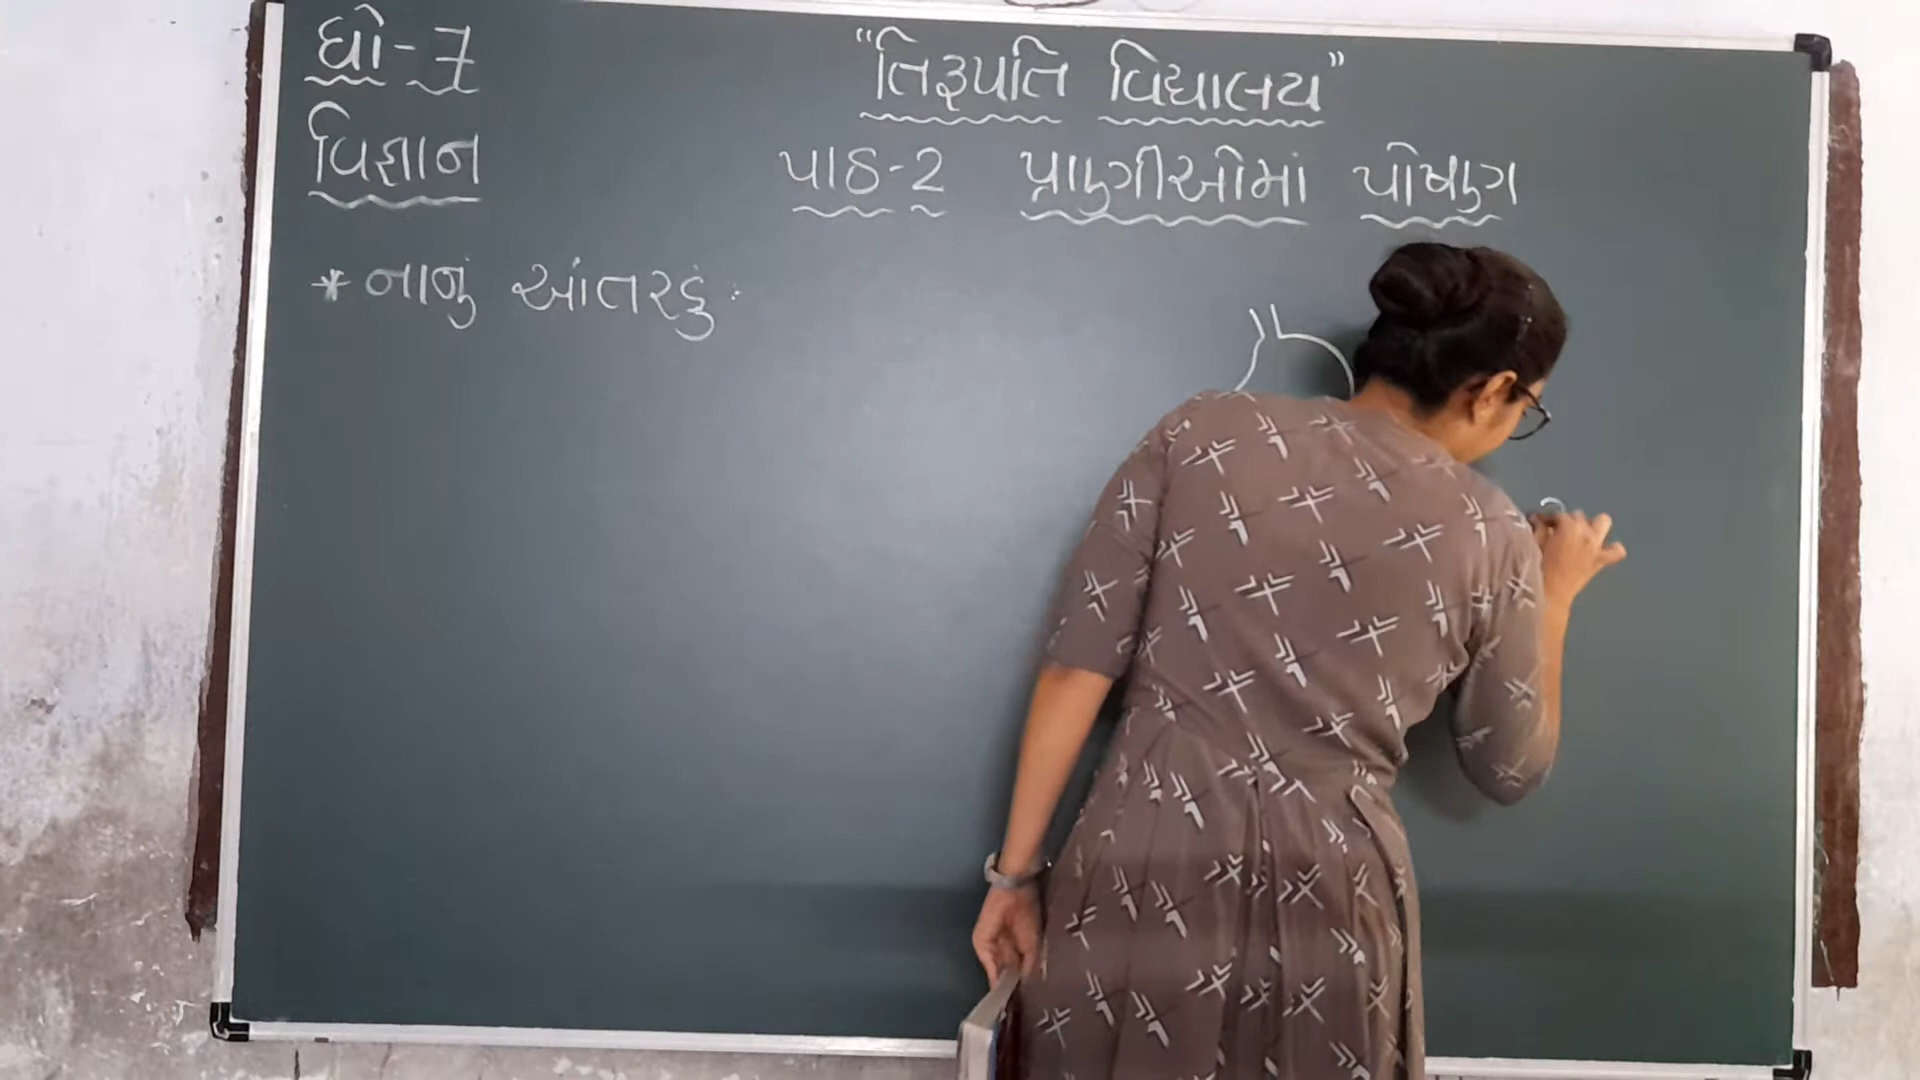 ધો-7
"તિરૂપતિ વિદ્યાલય"
વિજ્ઞાન
પાઠ-2 પ્રાણીઓમાં પોષણ
* નાનું આંતરડું :